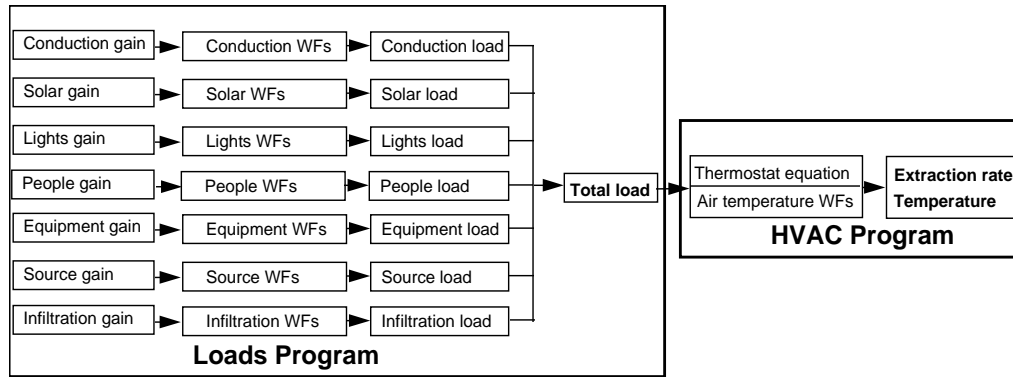 Conduction gain
Conduction WFs
Conduction load
Solar gain
Solar WFs
Solar load
Lights gain
Lights WFs
Lights load
People gain
People WFs
People load
Equipment gain
Equipment WFs
Equipment load
Source gain
Source WFs
Source load
Infiltration gain
Infiltration WFs
Infiltration load
Loads Program
Total load
Thermostat equation
Air temperature WFs
Extraction rate
Temperature
HVAC Program